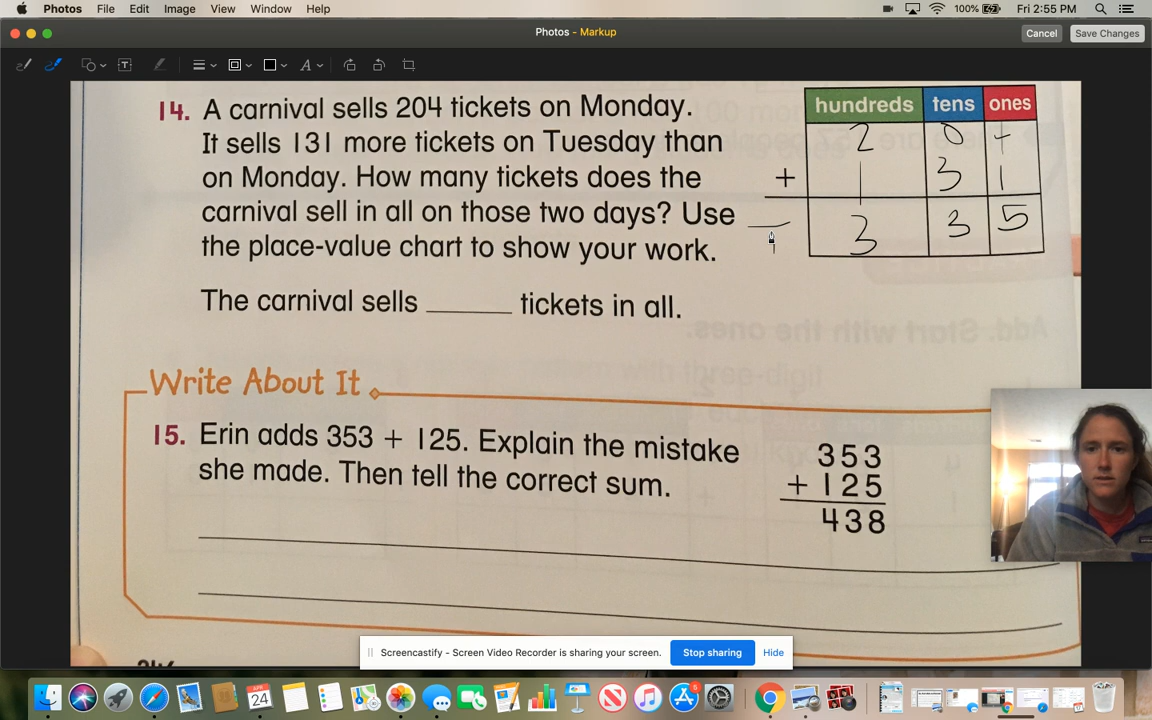 Photos File Edit Image View Window Help 100% Fri 2:55 PM
Photos - Markup Cancel Save Changes
14. A carnival sells 204 tickets on Monday.
It sells 131 more tickets on Tuesday than
on Monday. How many tickets does the
carnival sell in all on those two days? Use
the place-value chart to show your work.
hundreds tens ones
2 0 4
+ 1 3 1
3 3 5
The carnival sells ______ tickets in all.
Write About It
15. Erin adds 353 + 125. Explain the mistake
she made. Then tell the correct sum.
353
+ 125
438
Screencastify - Screen Video Recorder is sharing your screen. Stop sharing Hide